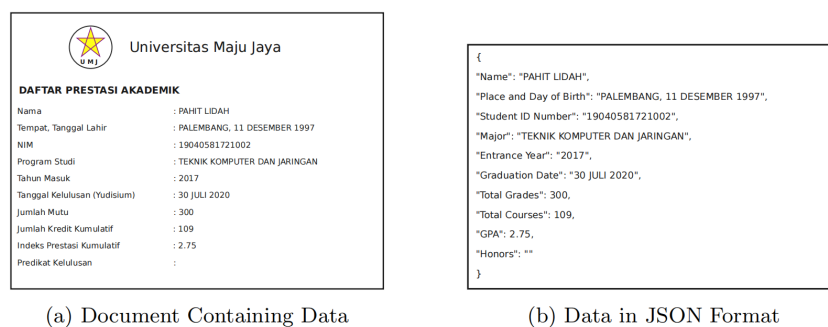 UMJ
Universitas Maju Jaya
DAFTAR PRESTASI AKADEMIK
Nama : PAHIT LIDAH
Tempat, Tanggal Lahir : PALEMBANG, 11 DESEMBER 1997
NIM : 19040581721002
Program Studi : TEKNIK KOMPUTER DAN JARINGAN
Tahun Masuk : 2017
Tanggal Kelulusan (Yudisium) : 30 JULI 2020
Jumlah Mutu : 300
Jumlah Kredit Kumulatif : 109
Indeks Prestasi Kumulatif : 2.75
Predikat Kelulusan :
(a) Document Containing Data
{
"Name": "PAHIT LIDAH",
"Place and Day of Birth": "PALEMBANG, 11 DESEMBER 1997",
"Student ID Number": "19040581721002",
"Major": "TEKNIK KOMPUTER DAN JARINGAN",
"Entrance Year": "2017",
"Graduation Date": "30 JULI 2020",
"Total Grades": 300,
"Total Courses": 109,
"GPA": 2.75,
"Honors": ""
}
(b) Data in JSON Format